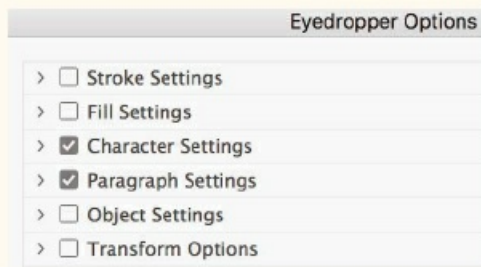 Eyedropper Options
Stroke Settings
Fill Settings
Character Settings
Paragraph Settings
Object Settings
Transform Options